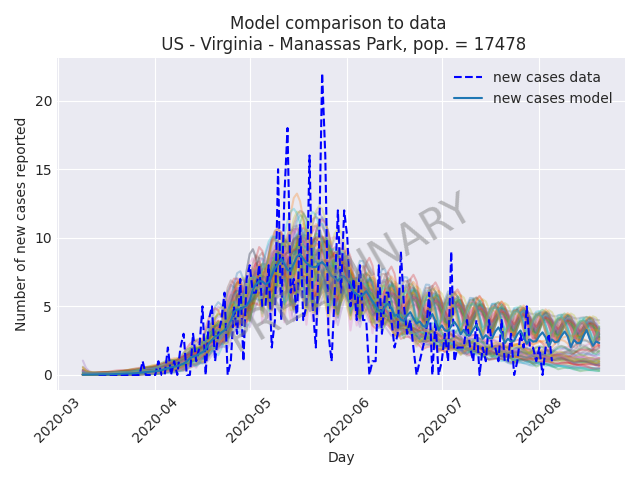 Model comparison to data
US - Virginia - Manassas Park, pop. = 17478
new cases data
new cases model
PRELIMINARY
Number of new cases reported
20
15
10
5
0
2020-03
2020-04
2020-05
2020-06
2020-07
2020-08
Day